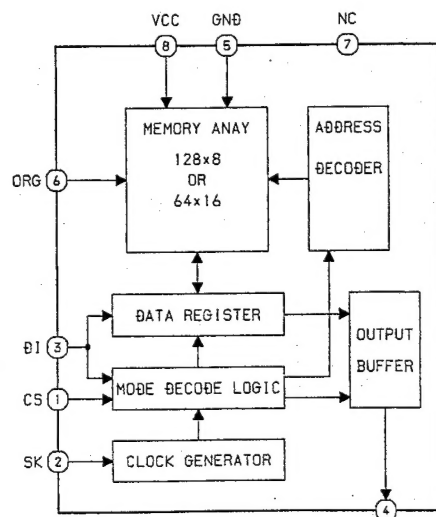 VCC GND NC
8 5 7
MEMORY ANAY
128x8
OR
64x16
ADDRESS
DECODER
ORG 6
DATA REGISTER
DI 3
OUTPUT
BUFFER
MODE DECODE LOGIC
CS 1
SK 2
CLOCK GENERATOR
4